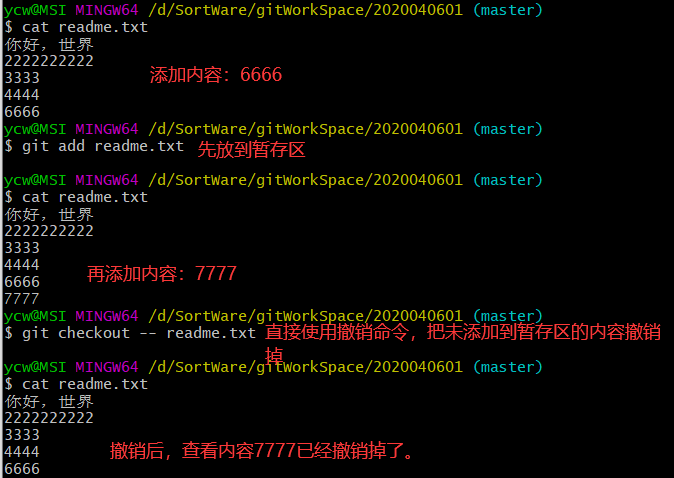 ycw@MSI MINGW64 /d/SortWare/gitWorkSpace/2020040601 (master)
$ cat readme.txt
你好，世界
2222222222
3333
添加内容：6666
4444
6666
ycw@MSI MINGW64 /d/SortWare/gitWorkSpace/2020040601 (master)
$ git add readme.txt 先放到暂存区
ycw@MSI MINGW64 /d/SortWare/gitWorkSpace/2020040601 (master)
$ cat readme.txt
你好，世界
2222222222
3333
4444
再添加内容：7777
6666
7777
ycw@MSI MINGW64 /d/SortWare/gitWorkSpace/2020040601 (master)
$ git checkout -- readme.txt 直接使用撤销命令，把未添加到暂存区的内容撤销
掉
ycw@MSI MINGW64 /d/SortWare/gitWorkSpace/2020040601 (master)
$ cat readme.txt
你好，世界
2222222222
3333
4444 撤销后，查看内容7777已经撤销掉了。
6666